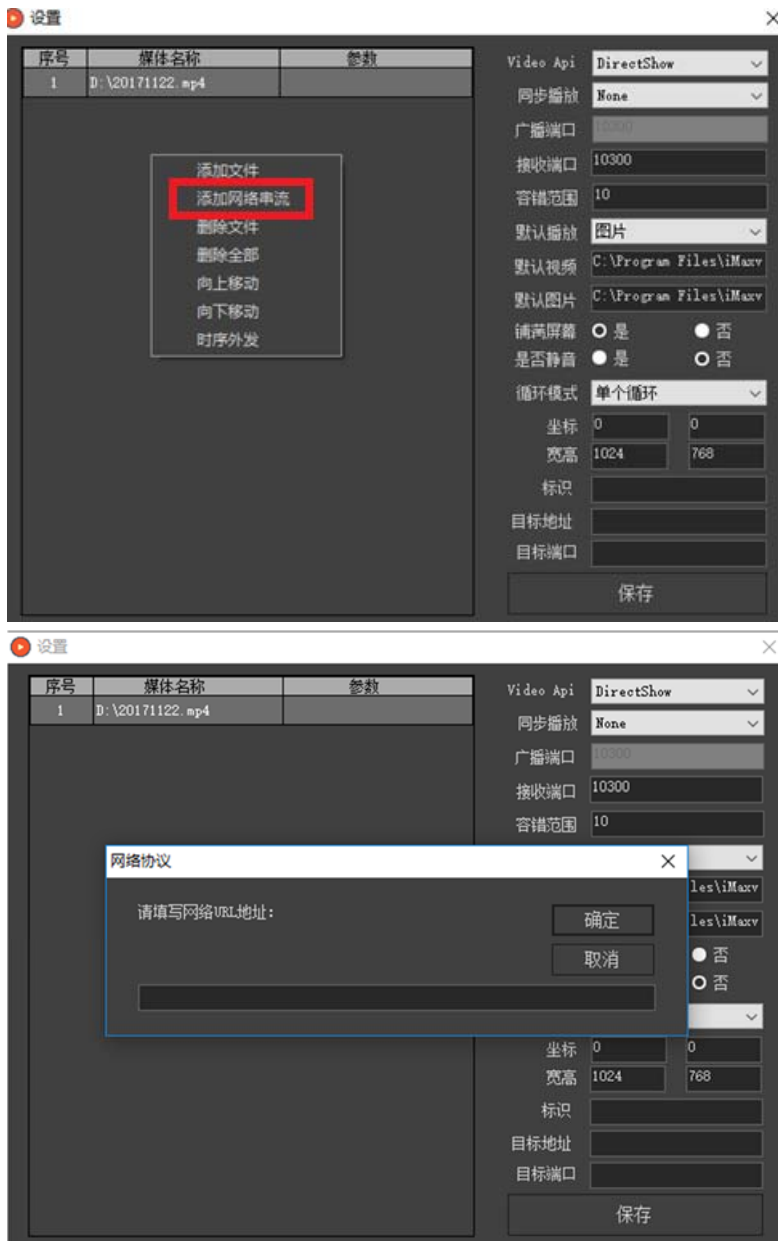 设置
序号 媒体名称 参数
1 D:\20171122.mp4
添加文件
添加网络串流
删除文件
删除全部
向上移动
向下移动
时序外发
Video Api DirectShow
同步播放 None
广播端口 10300
接收端口 10300
容错范围 10
默认播放 图片
默认视频 C:\Program Files\iMaxv
默认图片 C:\Program Files\iMaxv
铺满屏幕 是 否
是否静音 是 否
循环模式 单个循环
坐标 0 0
宽高 1024 768
标识
目标地址
目标端口
保存
设置
序号 媒体名称 参数
1 D:\20171122.mp4
Video Api DirectShow
同步播放 None
广播端口 10300
接收端口 10300
容错范围 10
网络协议
请填写网络URL地址:
确定
取消
les\iMaxv
les\iMaxv
否
否
坐标 0 0
宽高 1024 768
标识
目标地址
目标端口
保存